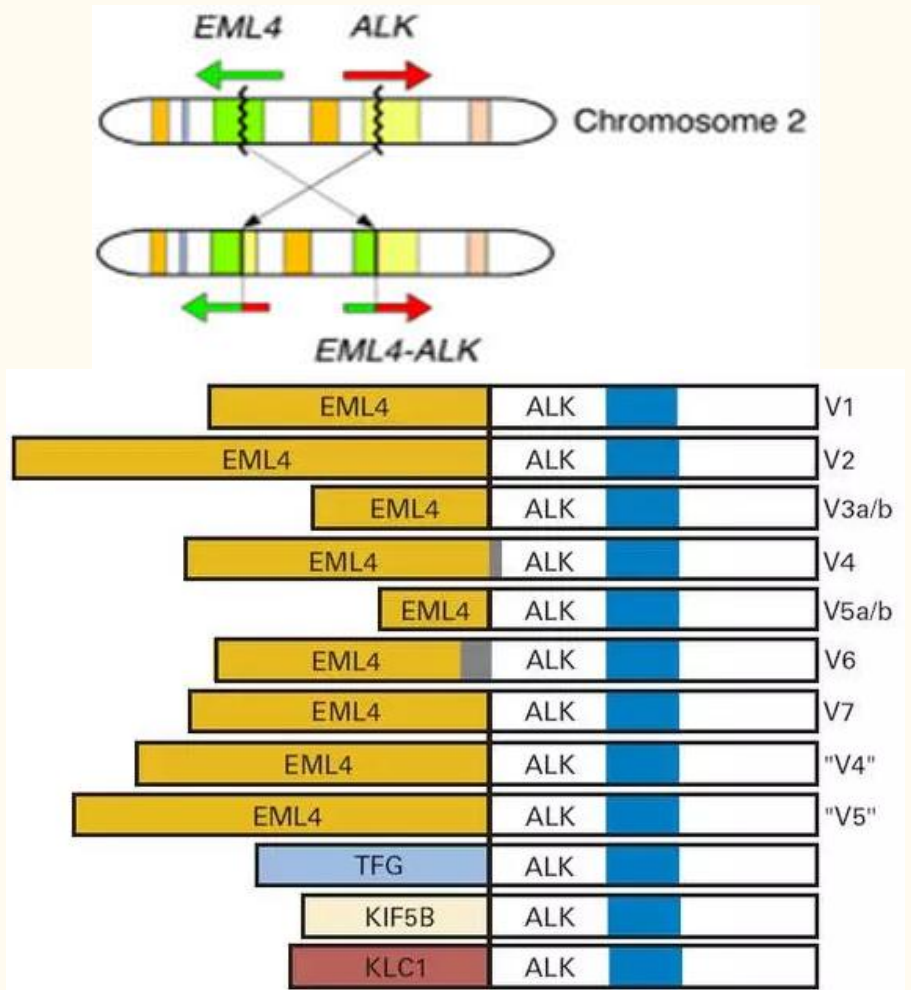 EML4 ALK
Chromosome 2
EML4-ALK
EML4 ALK V1
EML4 ALK V2
EML4 ALK V3a/b
EML4 ALK V4
EML4 ALK V5a/b
EML4 ALK V6
EML4 ALK V7
EML4 ALK "V4"
EML4 ALK "V5"
TFG ALK
KIF5B ALK
KLC1 ALK